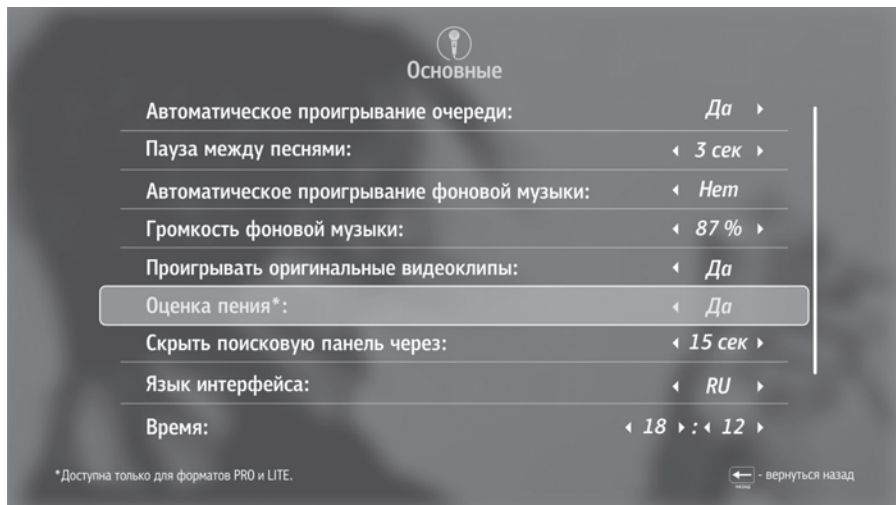 Основные
Автоматическое проигрывание очереди: Да
Пауза между песнями: 3 сек
Автоматическое проигрывание фоновой музыки: Нет
Громкость фоновой музыки: 87 %
Проигрывать оригинальные видеоклипы: Да
Оценка пения*: Да
Скрыть поисковую панель через: 15 сек
Язык интерфейса: RU
Время: 18 : 12
*Доступна только для форматов PRO и LITE. - вернуться назад